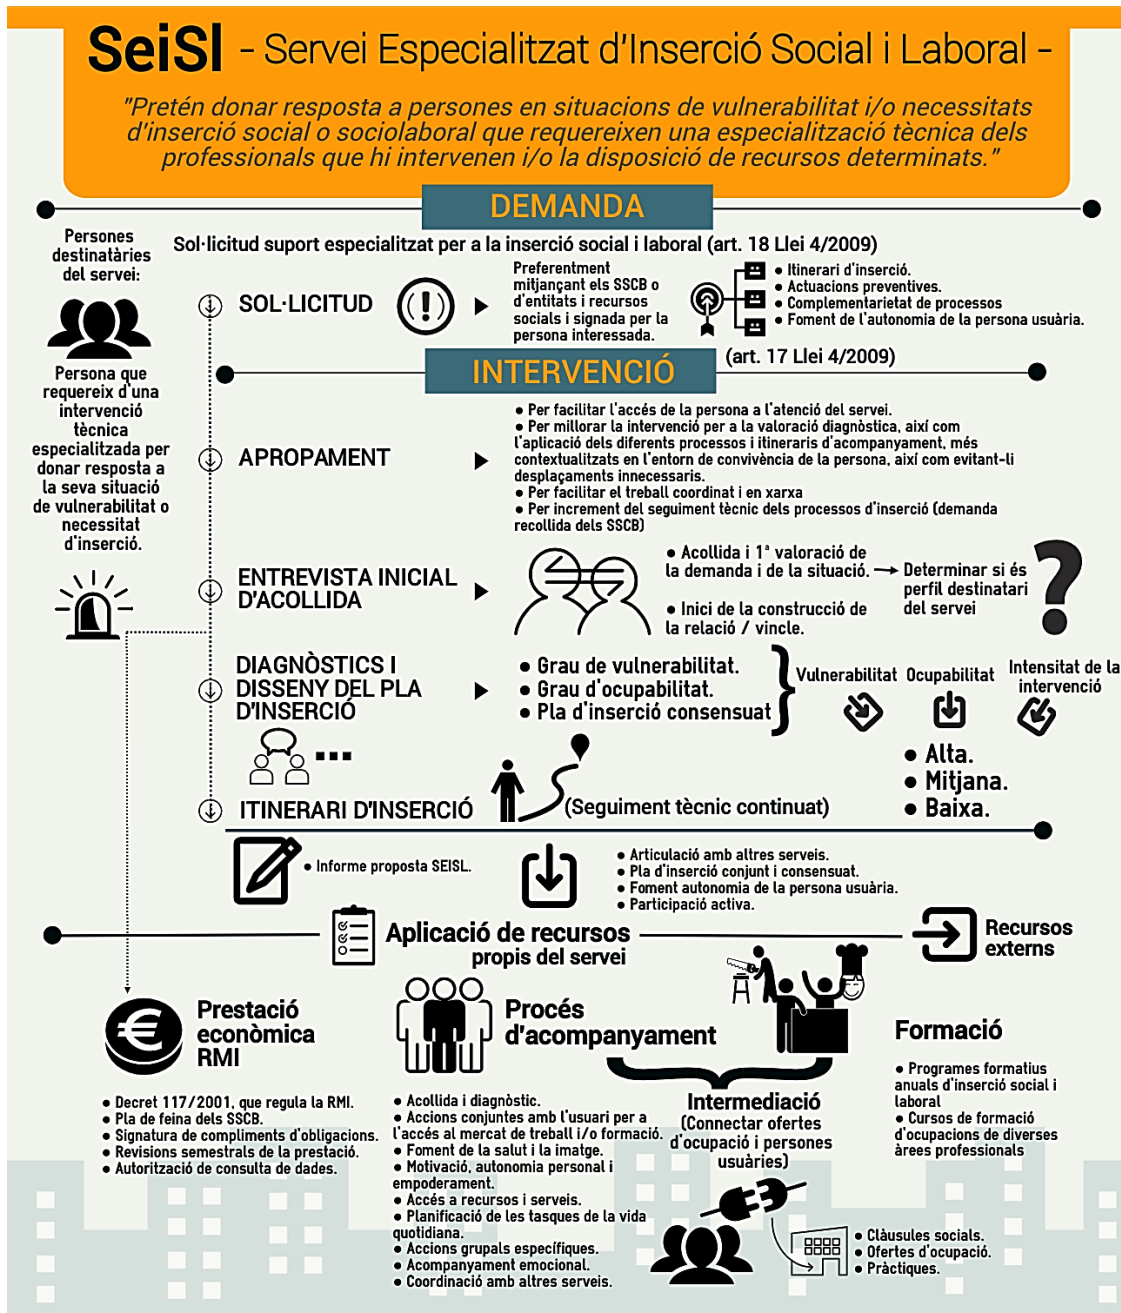 SeiSl - Servei Especialitzat d'Inserció Social i Laboral -
"Pretén donar resposta a persones en situacions de vulnerabilitat i/o necessitats
d'inserció social o sociolaboral que requereixen una especialització tècnica dels
professionals que hi intervenen i/o la disposició de recursos determinats."
DEMANDA
Persones
destinatàries
del servei:
Persona que
requereix d'una
intervenció
tècnica
especialitzada per
donar resposta a
la seva situació
de vulnerabilitat o
necessitat
d'inserció.
Sol·licitud suport especialitzat per a la inserció social i laboral (art. 18 Llei 4/2009)
SOL·LICITUD
Preferentment
mitjançant els SSCB o
d'entitats i recursos
socials i signada per la
persona interessada.
● Itinerari d'inserció.
● Actuacions preventives.
● Complementarietat de processos
● Foment de l'autonomia de la persona usuària.
INTERVENCIÓ
(art. 17 Llei 4/2009)
APROPAMENT
● Per facilitar l'accés de la persona a l'atenció del servei.
● Per millorar la intervenció per a la valoració diagnòstica, així com
l'aplicació dels diferents processos i itineraris d'acompanyament, més
contextualitzats en l'entorn de convivència de la persona, així com evitant-li
desplaçaments innecessaris.
● Per facilitar el treball coordinat i en xarxa
● Per increment del seguiment tècnic dels processos d'inserció (demanda
recollida dels SSCB)
ENTREVISTA INICIAL
D'ACOLLIDA
● Acollida i 1ª valoració de
la demanda i de la situació.
● Inici de la construcció de
la relació / vincle.
Determinar si és
perfil destinatari
del servei
?
DIAGNÒSTICS I
DISSENY DEL PLA
D'INSERCIÓ
● Grau de vulnerabilitat.
● Grau d'ocupabilitat.
● Pla d'inserció consensuat
Vulnerabilitat
Ocupabilitat
Intensitat de la
intervenció
● Alta.
● Mitjana.
● Baixa.
ITINERARI D'INSERCIÓ
(Seguiment tècnic continuat)
● Informe proposta SEISL.
● Articulació amb altres serveis.
● Pla d'inserció conjunt i consensuat.
● Foment autonomia de la persona usuària.
● Participació activa.
Aplicació de recursos
propis del servei
Recursos
externs
€
Prestació
econòmica
RMI
● Decret 117/2001, que regula la RMI.
● Pla de feina dels SSCB.
● Signatura de compliments d'obligacions.
● Revisions semestrals de la prestació.
● Autorització de consulta de dades.
Procés
d'acompanyament
● Acollida i diagnòstic.
● Accions conjuntes amb l'usuari per a
l'accés al mercat de treball i/o formació.
● Foment de la salut i la imatge.
● Motivació, autonomia personal i
empoderament.
● Accés a recursos i serveis.
● Planificació de les tasques de la vida
quotidiana.
● Accions grupals específiques.
● Acompanyament emocional.
● Coordinació amb altres serveis.
Intermediació
(Connectar ofertes
d'ocupació i persones
usuàries)
● Clàusules socials.
● Ofertes d'ocupació.
● Pràctiques.
Formació
● Programes formatius
anuals d'inserció social i
laboral
● Cursos de formació
d'ocupacions de diverses
àrees professionals